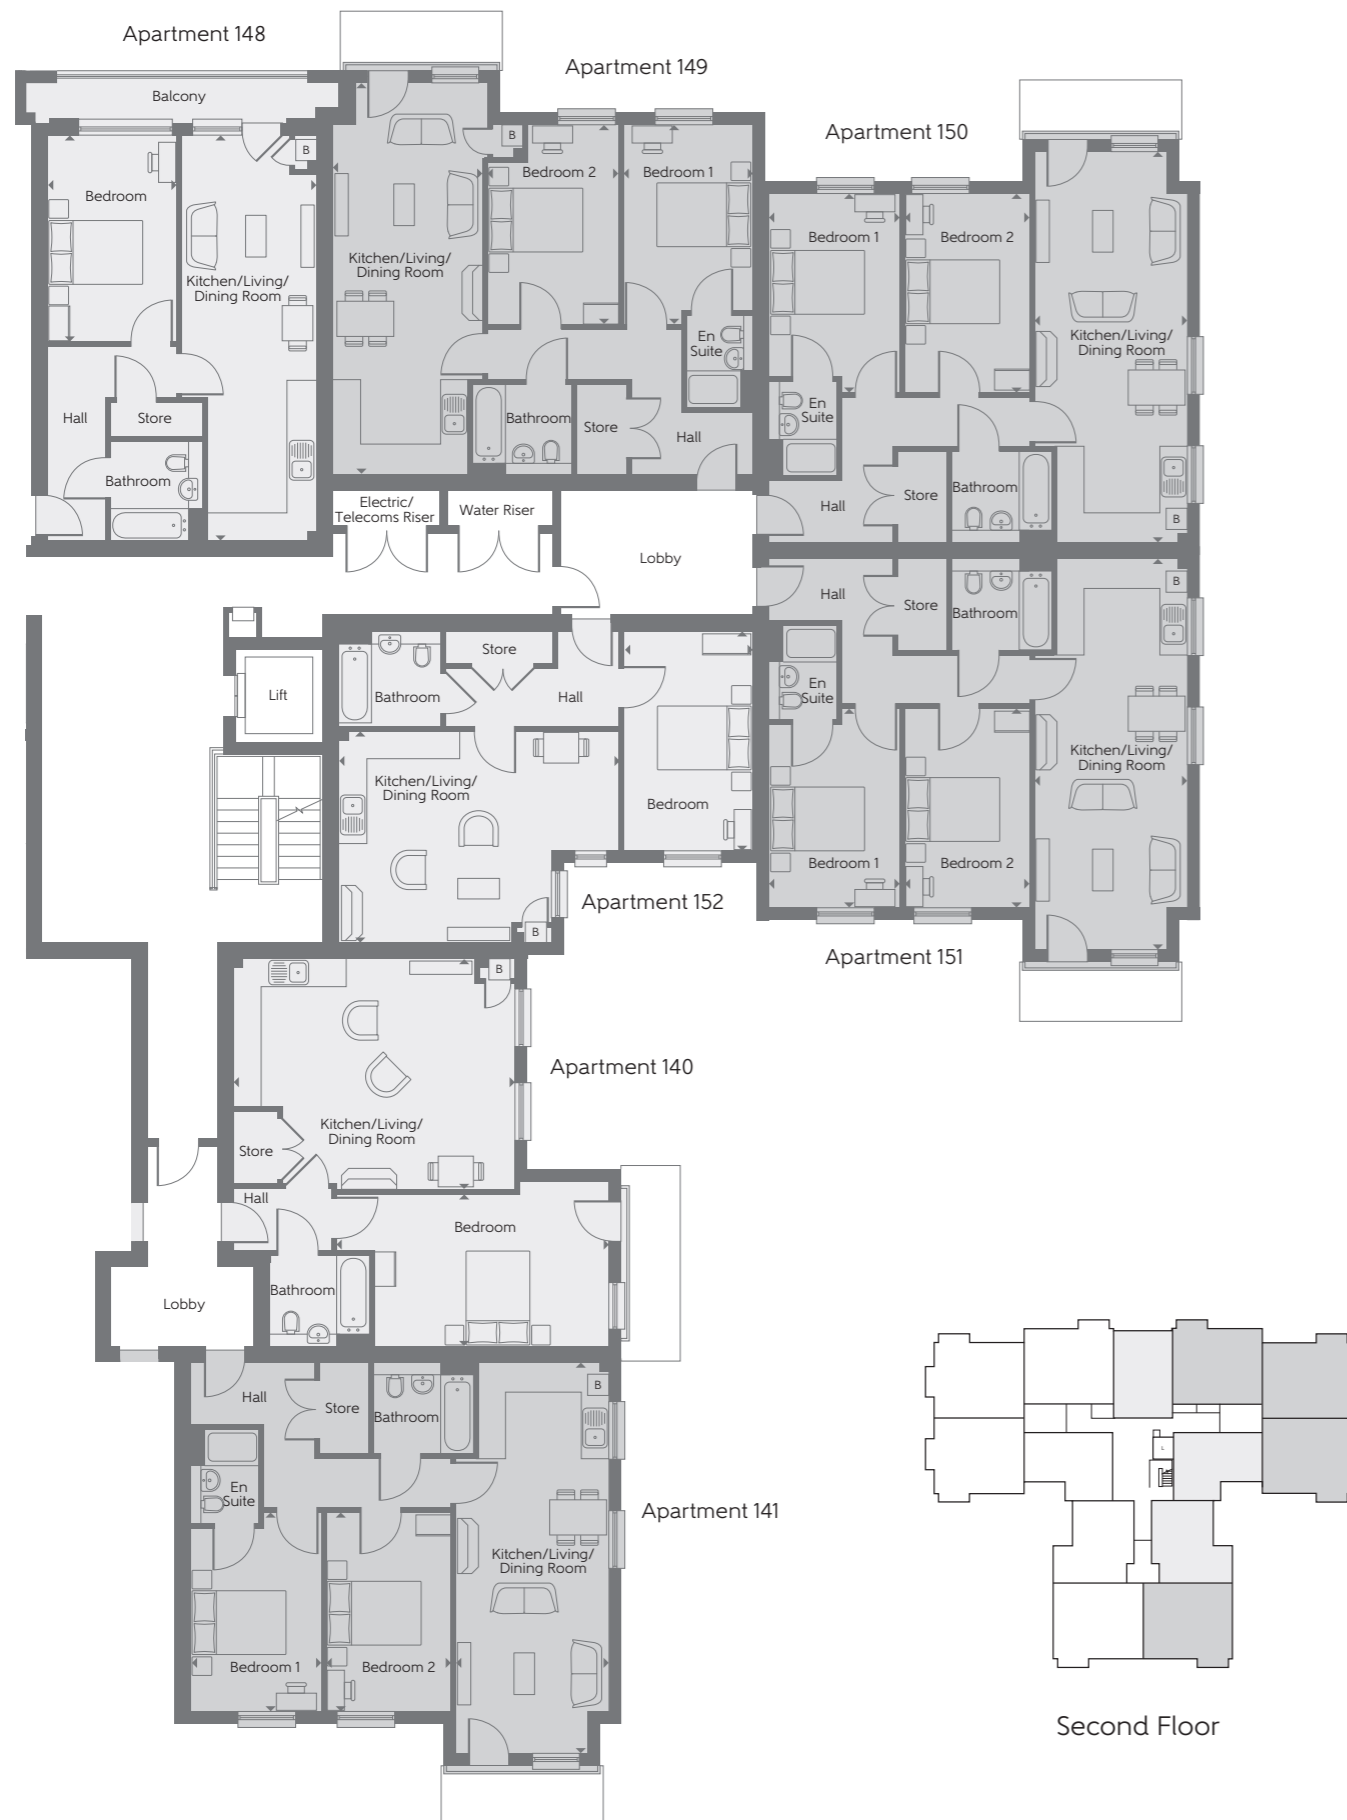 Apartment 148
Balcony
B
Bedroom
Kitchen/Living/
Dining Room
Hall
Store
Bathroom
Apartment 149
B
Bedroom 2
Bedroom 1
Kitchen/Living/
Dining Room
En
Suite
Bathroom
Store
Hall
Apartment 150
Bedroom 1
Bedroom 2
Kitchen/Living/
Dining Room
En
Suite
Hall
Store
Bathroom
B
Electric/
Telecoms Riser
Water Riser
Lobby
Lift
Hall
Store
Bathroom
B
En
Suite
Kitchen/Living/
Dining Room
Bedroom 1
Bedroom 2
Apartment 151
Store
Bathroom
Hall
Kitchen/Living/
Dining Room
Bedroom
B
Apartment 152
B
Apartment 140
Kitchen/Living/
Dining Room
Store
Hall
Bedroom
Bathroom
Lobby
Hall
Store
Bathroom
B
En
Suite
Apartment 141
Kitchen/Living/
Dining Room
Bedroom 1
Bedroom 2
L
Second Floor